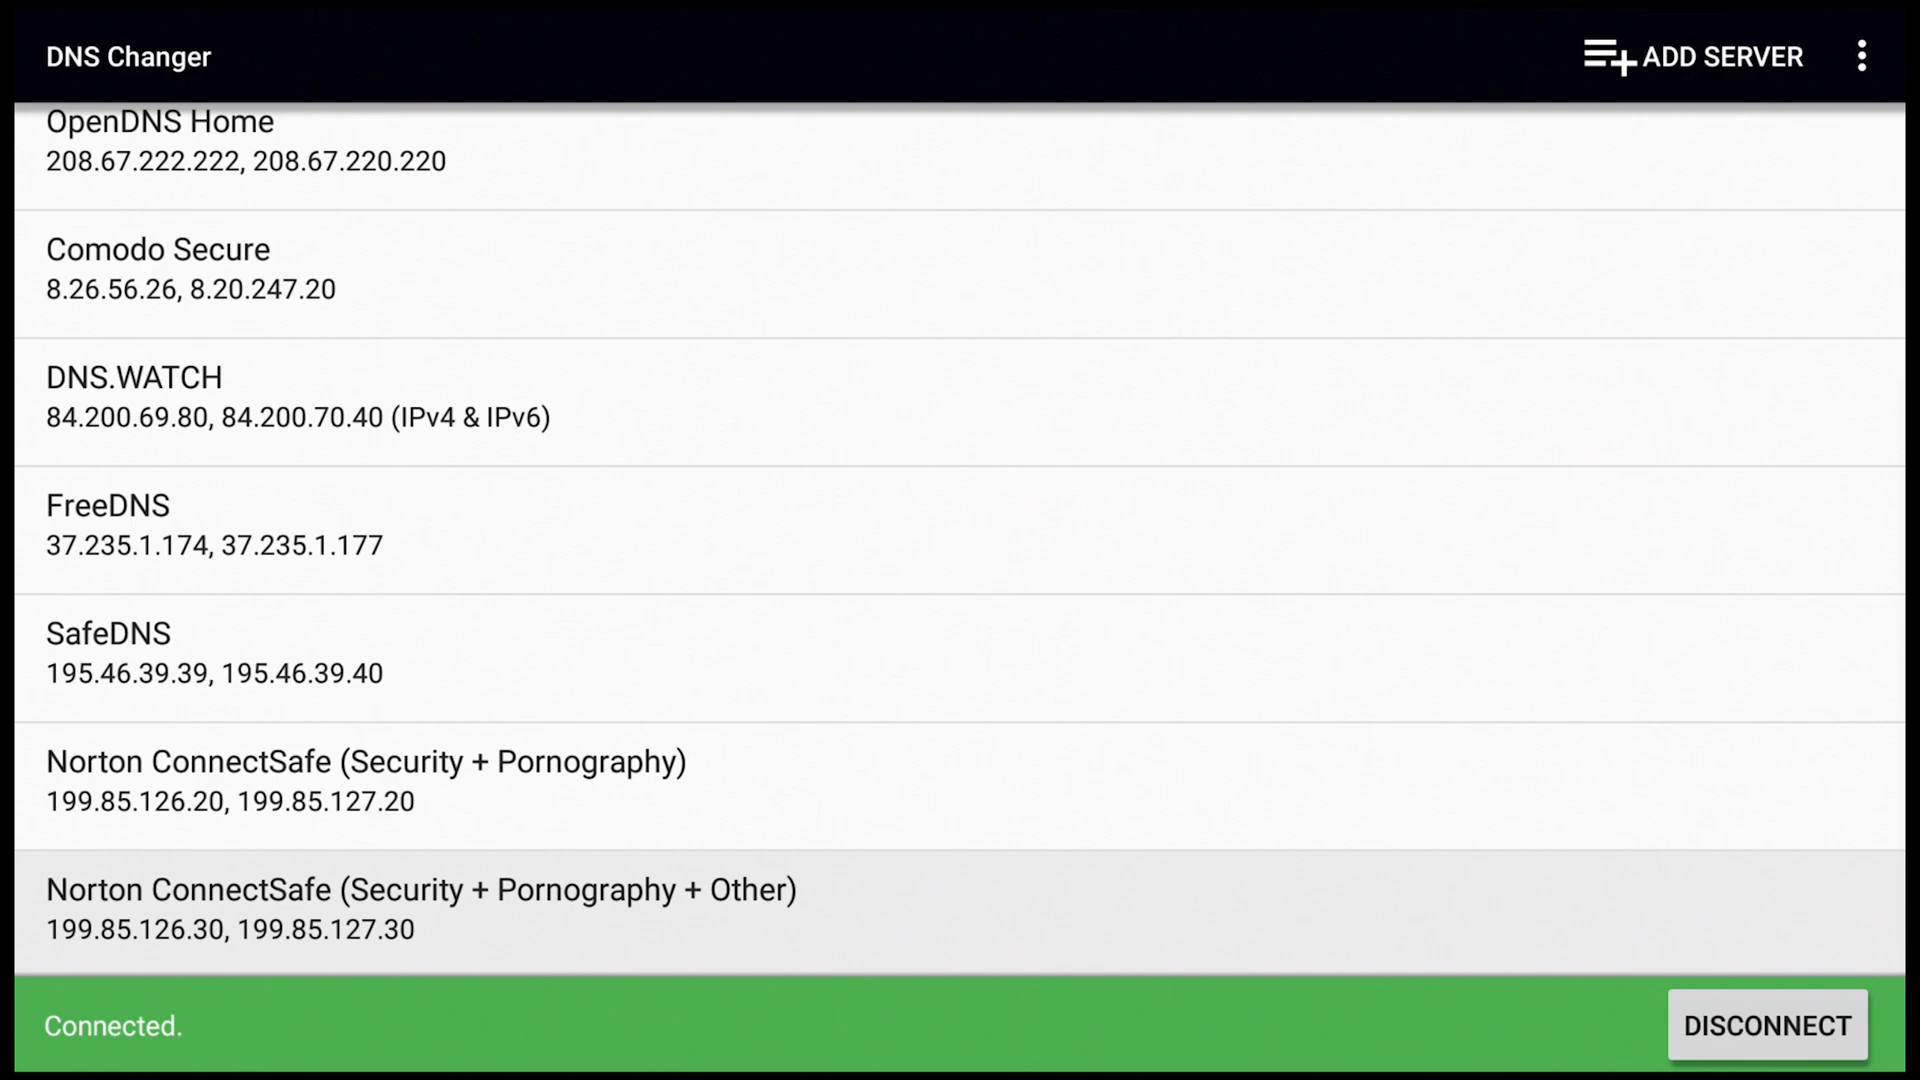 DNS Changer
ADD SERVER
OpenDNS Home
208.67.222.222, 208.67.220.220
Comodo Secure
8.26.56.26, 8.20.247.20
DNS.WATCH
84.200.69.80, 84.200.70.40 (IPv4 & IPv6)
FreeDNS
37.235.1.174, 37.235.1.177
SafeDNS
195.46.39.39, 195.46.39.40
Norton ConnectSafe (Security + Pornography)
199.85.126.20, 199.85.127.20
Norton ConnectSafe (Security + Pornography + Other)
199.85.126.30, 199.85.127.30
Connected.
DISCONNECT